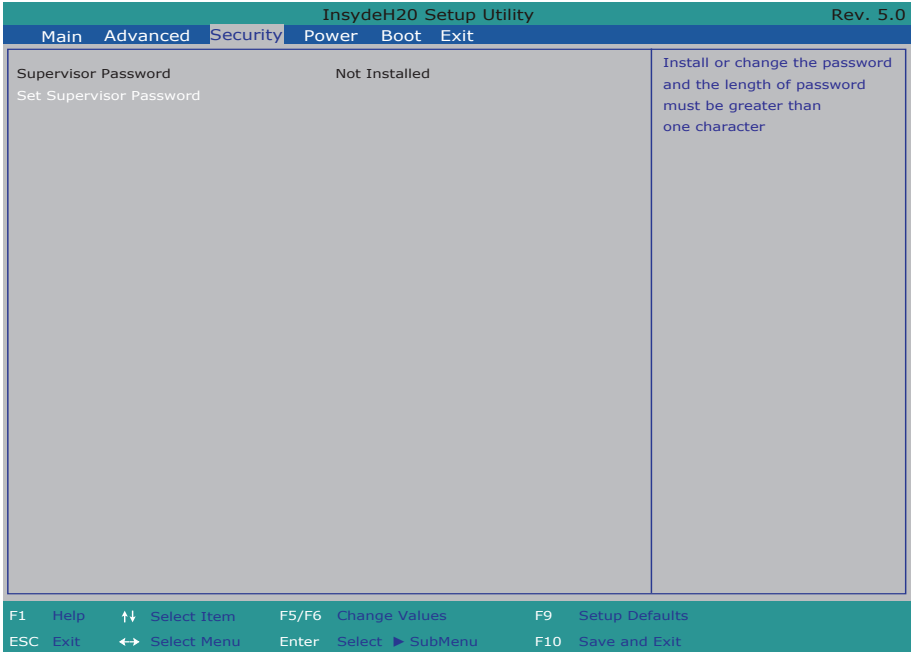 InsydeH20 Setup Utility Rev. 5.0
Main Advanced Security Power Boot Exit
Supervisor Password Not Installed
Set Supervisor Password
Install or change the password
and the length of password
must be greater than
one character
F1 Help ↑↓ Select Item F5/F6 Change Values F9 Setup Defaults
ESC Exit ↔ Select Menu Enter Select ▶ SubMenu F10 Save and Exit